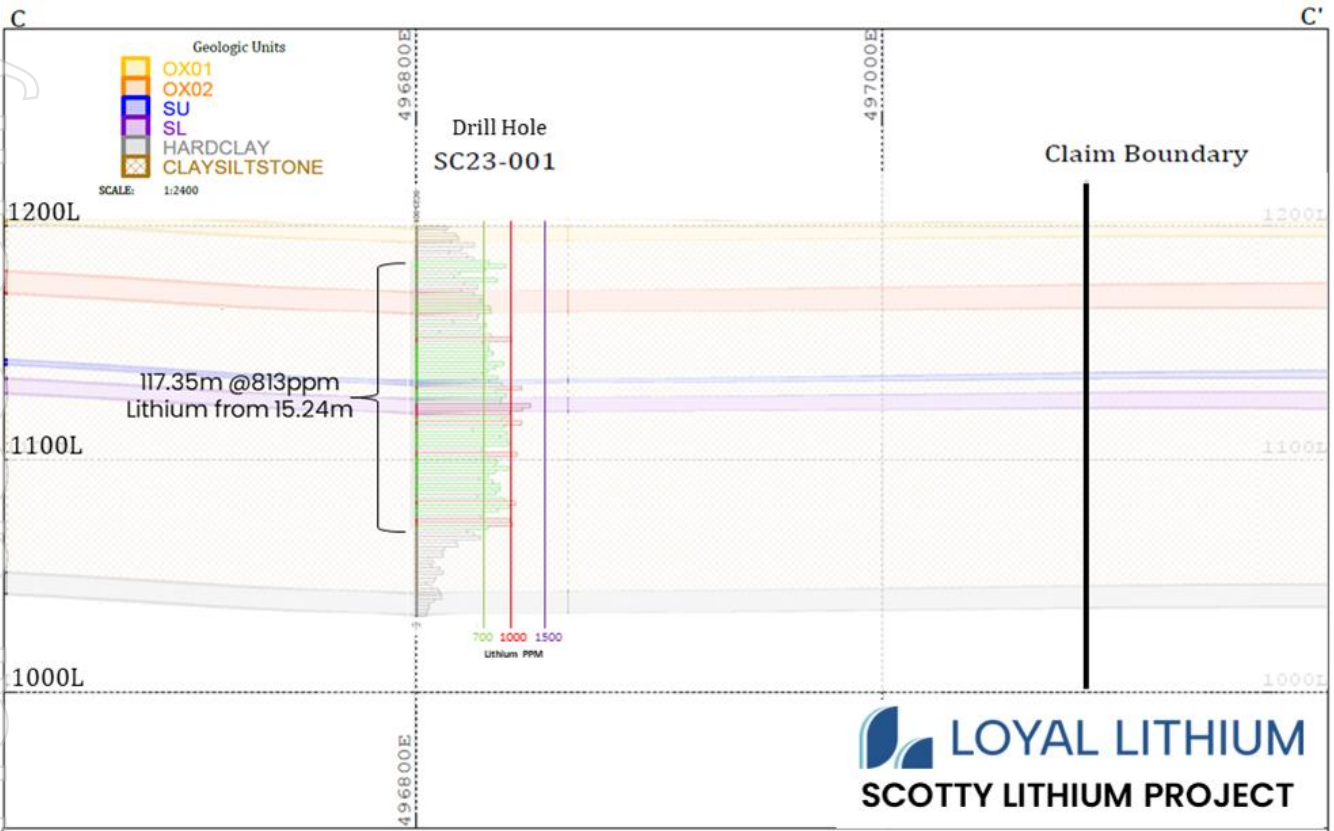 C
C'
Geologic Units
OX01
OX02
SU
SL
HARDCLAY
CLAYSILTSTONE
SCALE: 1:2400
496800E
497000E
Drill Hole
SC23-001
Claim Boundary
1200L
1200L
117.35m @813ppm
Lithium from 15.24m
1100L
1100L
700 1000 1500
Lithium PPM
1000L
1000L
496800E
LOYAL LITHIUM
SCOTTY LITHIUM PROJECT